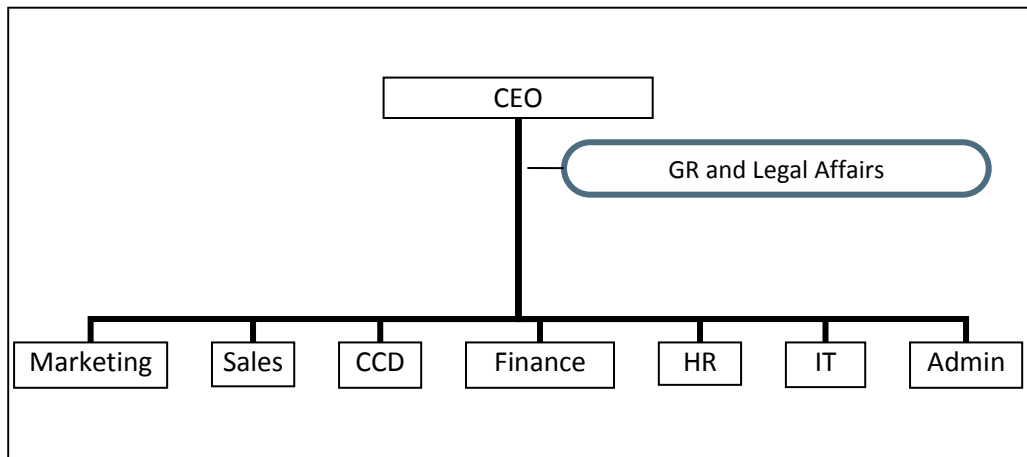 CEO
GR and Legal Affairs
Marketing
Sales
CCD
Finance
HR
IT
Admin